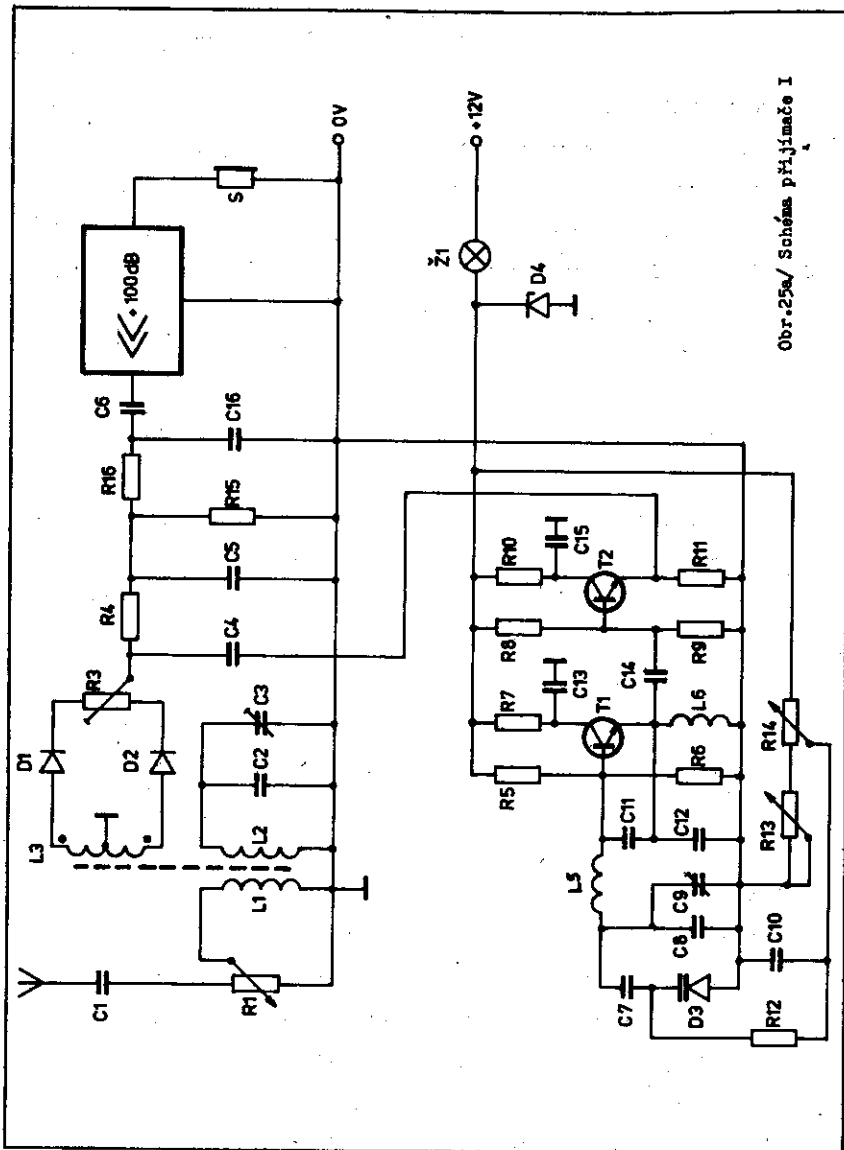 L3
D1
D2
R3
R4
R16
C6
+100dB
S
C1
R1
L1
L2
C2
C3
C4
C5
R15
C16
0V
+12V
Ž1
D4
R5
R7
R8
R10
C13
C15
T1
T2
L5
C11
C14
C7
C8
C9
C12
R6
L6
R9
R11
D3
R12
C10
R13
R14
Obr.25a/ Schéma přijímače I